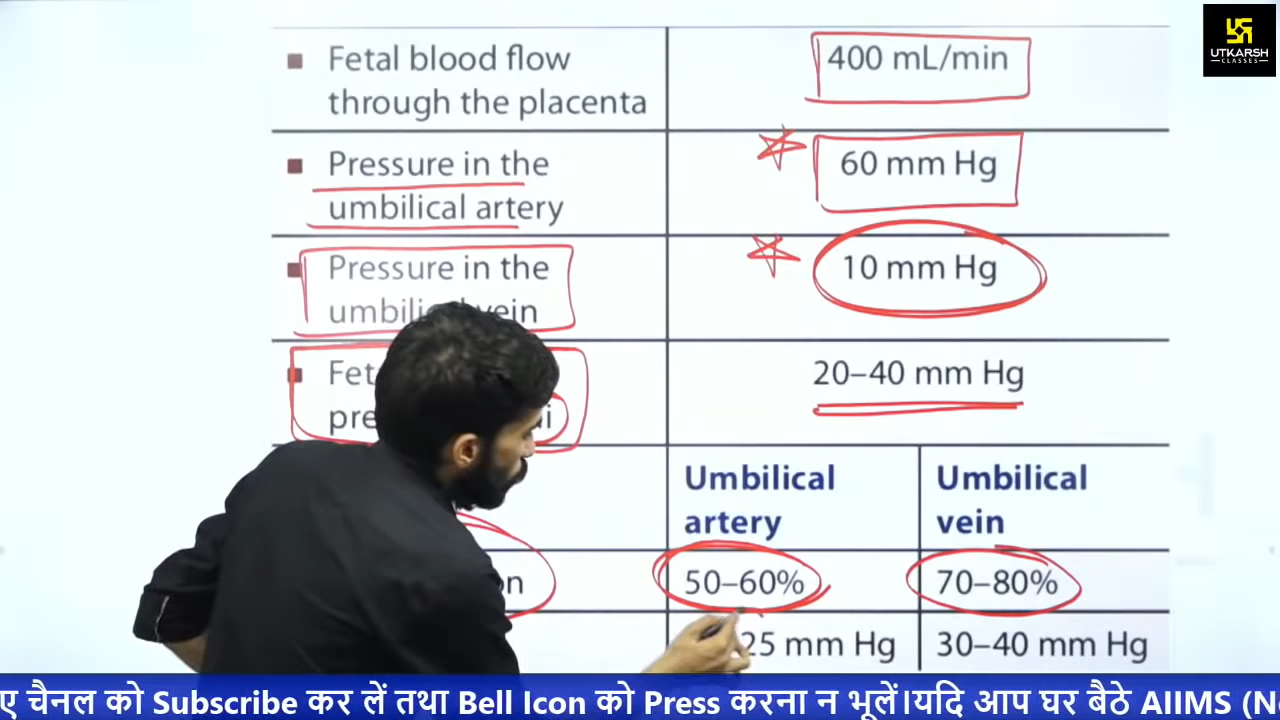 UTKARSH
CLASSES
Fetal blood flow
through the placenta
400 mL/min
Pressure in the
umbilical artery
60 mm Hg
Pressure in the
vein
10 mm Hg
20–40 mm Hg
Umbilical
artery
Umbilical
vein
50–60%
70–80%
25 mm Hg
30–40 mm Hg
ए चैनल को Subscribe कर लें तथा Bell Icon को Press करना न भूलें।यदि आप घर बैठे AIIMS (N